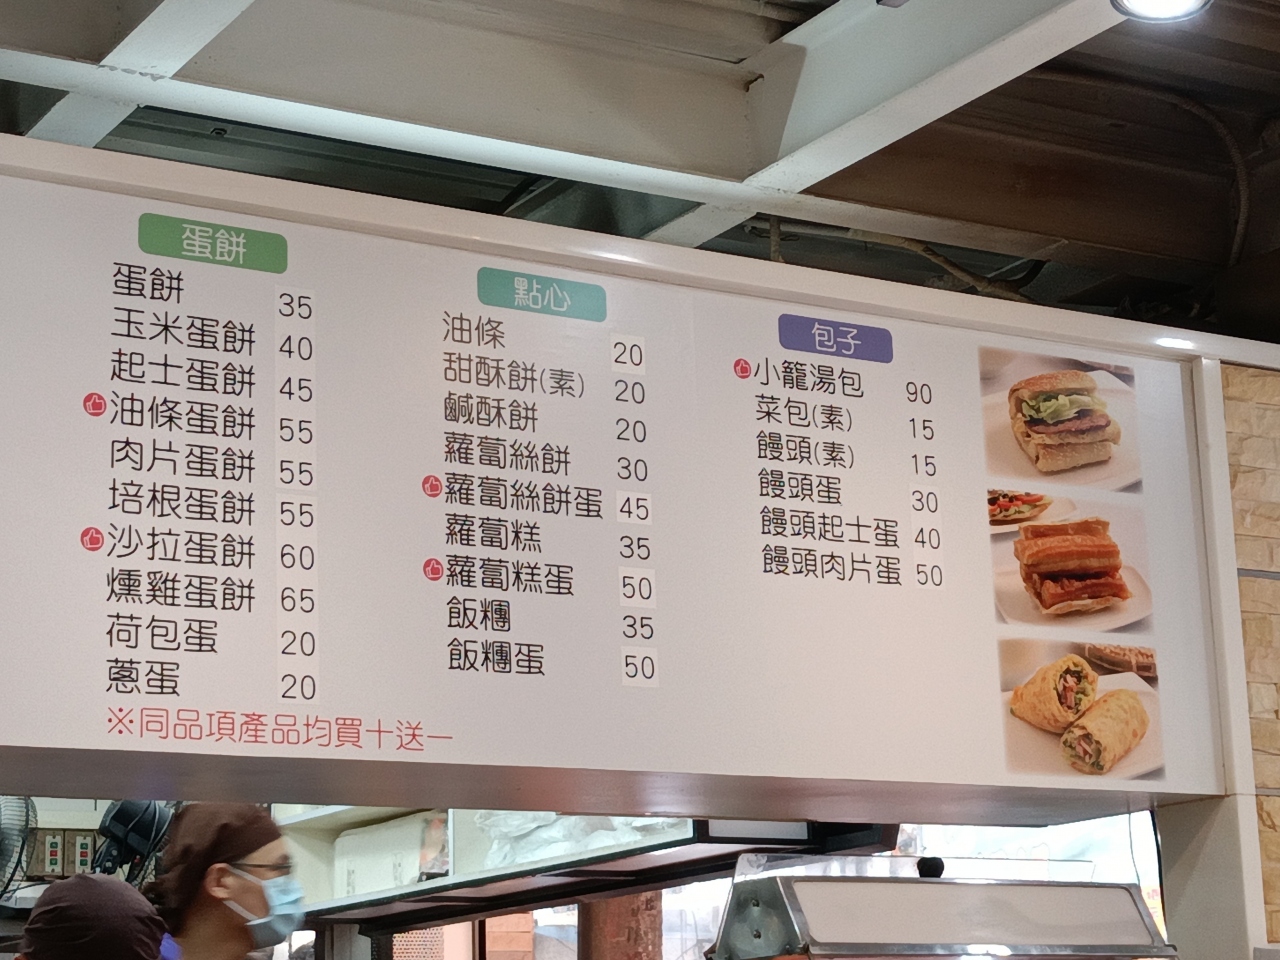 蛋餅
蛋餅 35
玉米蛋餅 40
起士蛋餅 45
油條蛋餅 55
肉片蛋餅 55
培根蛋餅 55
沙拉蛋餅 60
燻雞蛋餅 65
荷包蛋 20
蔥蛋 20
※同品項產品均買十送一
點心
油條 20
甜酥餅(素) 20
鹹酥餅 20
蘿蔔絲餅 30
蘿蔔絲餅蛋 45
蘿蔔糕 35
蘿蔔糕蛋 50
飯糰 35
飯糰蛋 50
包子
小籠湯包 90
菜包(素) 15
饅頭(素) 15
饅頭蛋 30
饅頭起士蛋 40
饅頭肉片蛋 50